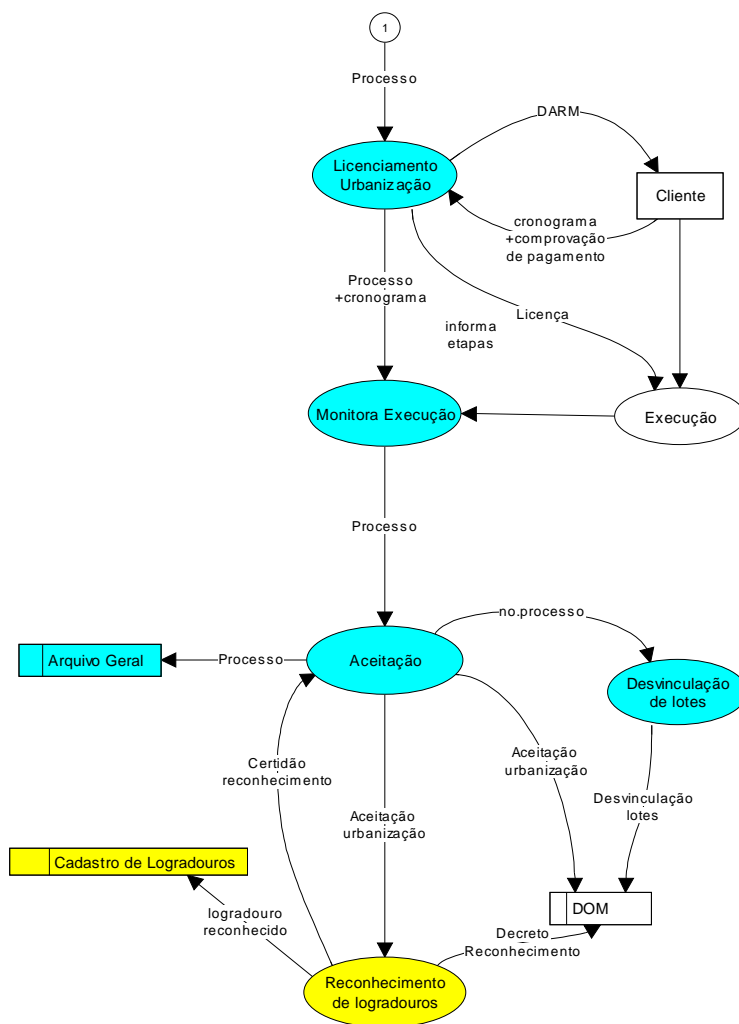 1
Processo
DARM
Licenciamento
Urbanização
Cliente
cronograma
+comprovação
de pagamento
Processo
+cronograma
Licença
informa
etapas
Monitora Execução
Execução
Processo
no.processo
Arquivo Geral
Processo
Aceitação
Desvinculação
de lotes
Certidão
reconhecimento
Aceitação
urbanização
Desvinculação
lotes
Aceitação
urbanização
Cadastro de Logradouros
logradouro
reconhecido
DOM
Decreto
Reconhecimento
Reconhecimento
de logradouros